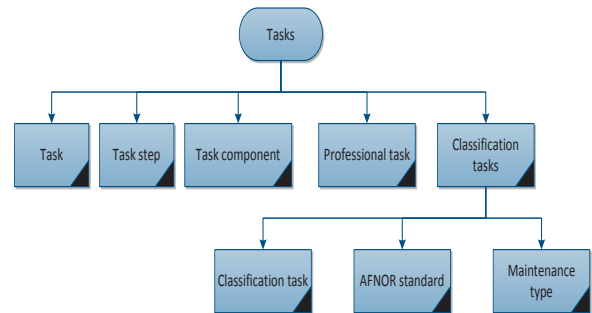 Tasks
Task
Task step
Task component
Professional task
Classification
tasks
Classification task
AFNOR standard
Maintenance
type